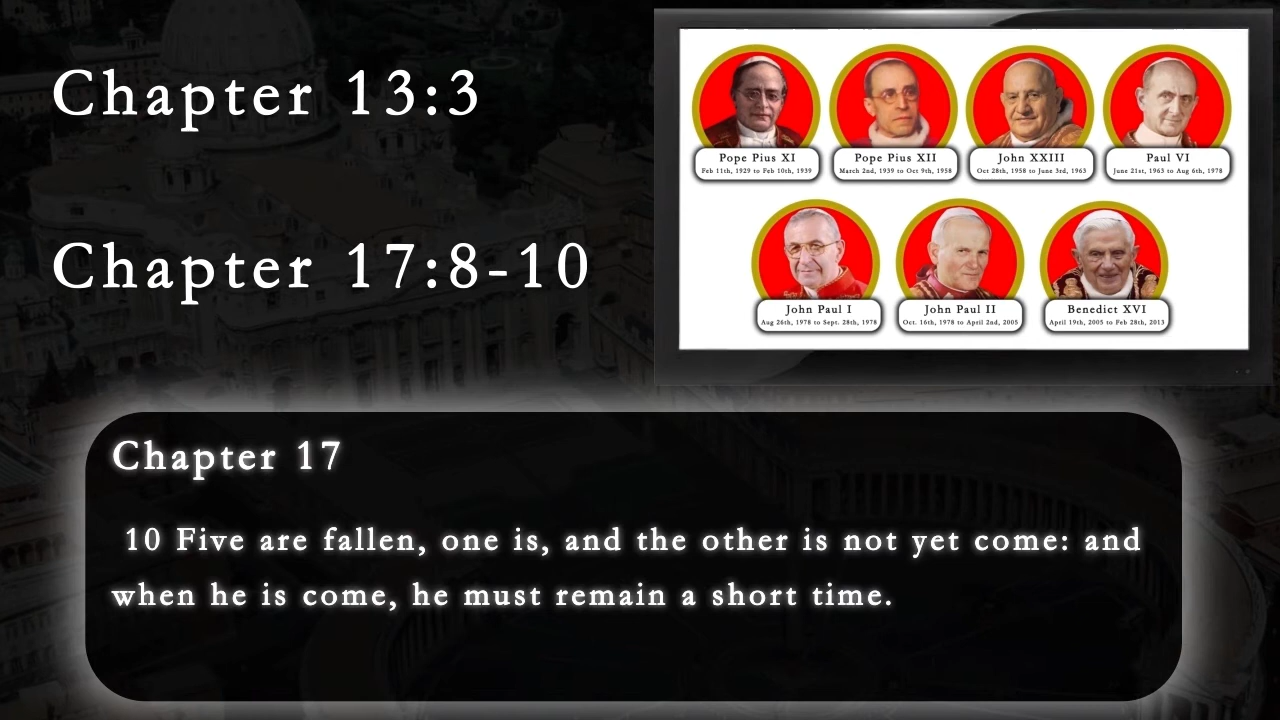 Chapter 13:3
Chapter 17:8-10
Pope Pius XI
Feb 11th, 1929 to Feb 10th, 1939
Pope Pius XII
March 2nd, 1939 to Oct 9th, 1958
John XXIII
Oct 28th, 1958 to June 3rd, 1963
Paul VI
June 21st, 1963 to Aug 6th, 1978
John Paul I
Aug 26th, 1978 to Sept. 28th, 1978
John Paul II
Oct. 16th, 1978 to April 2nd, 2005
Benedict XVI
April 19th, 2005 to Feb 28th, 2013
Chapter 17
10 Five are fallen, one is, and the other is not yet come: and
when he is come, he must remain a short time.